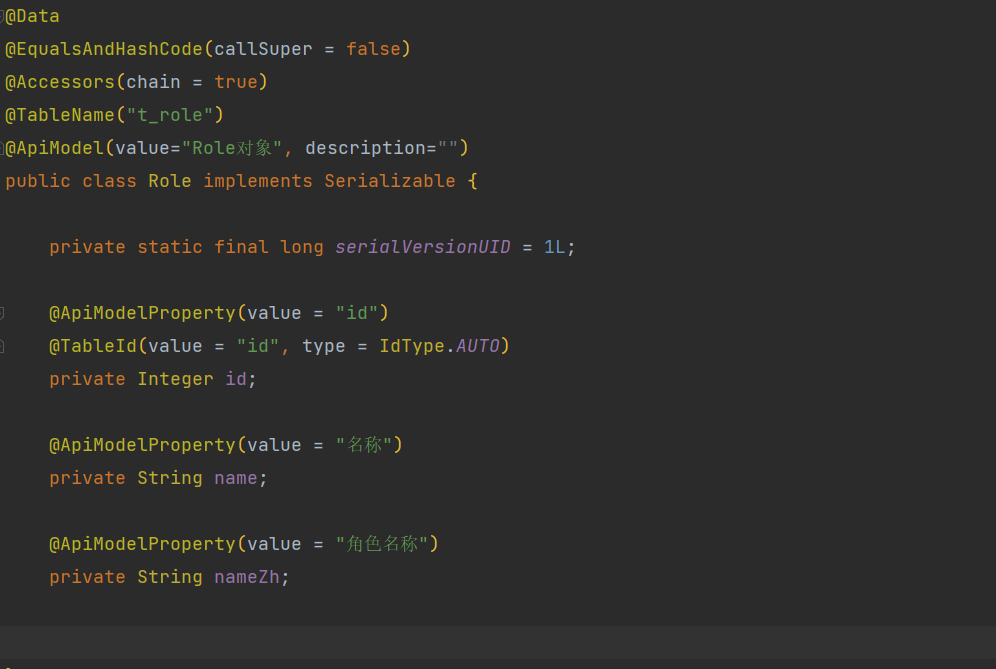 @Data
@EqualsAndHashCode(callSuper = false)
@Accessors(chain = true)
@TableName("t_role")
@ApiModel(value="Role对象", description="")
public class Role implements Serializable {
private static final long serialVersionUID = 1L;
@ApiModelProperty(value = "id")
@TableId(value = "id", type = IdType.AUTO)
private Integer id;
@ApiModelProperty(value = "名称")
private String name;
@ApiModelProperty(value = "角色名称")
private String nameZh;